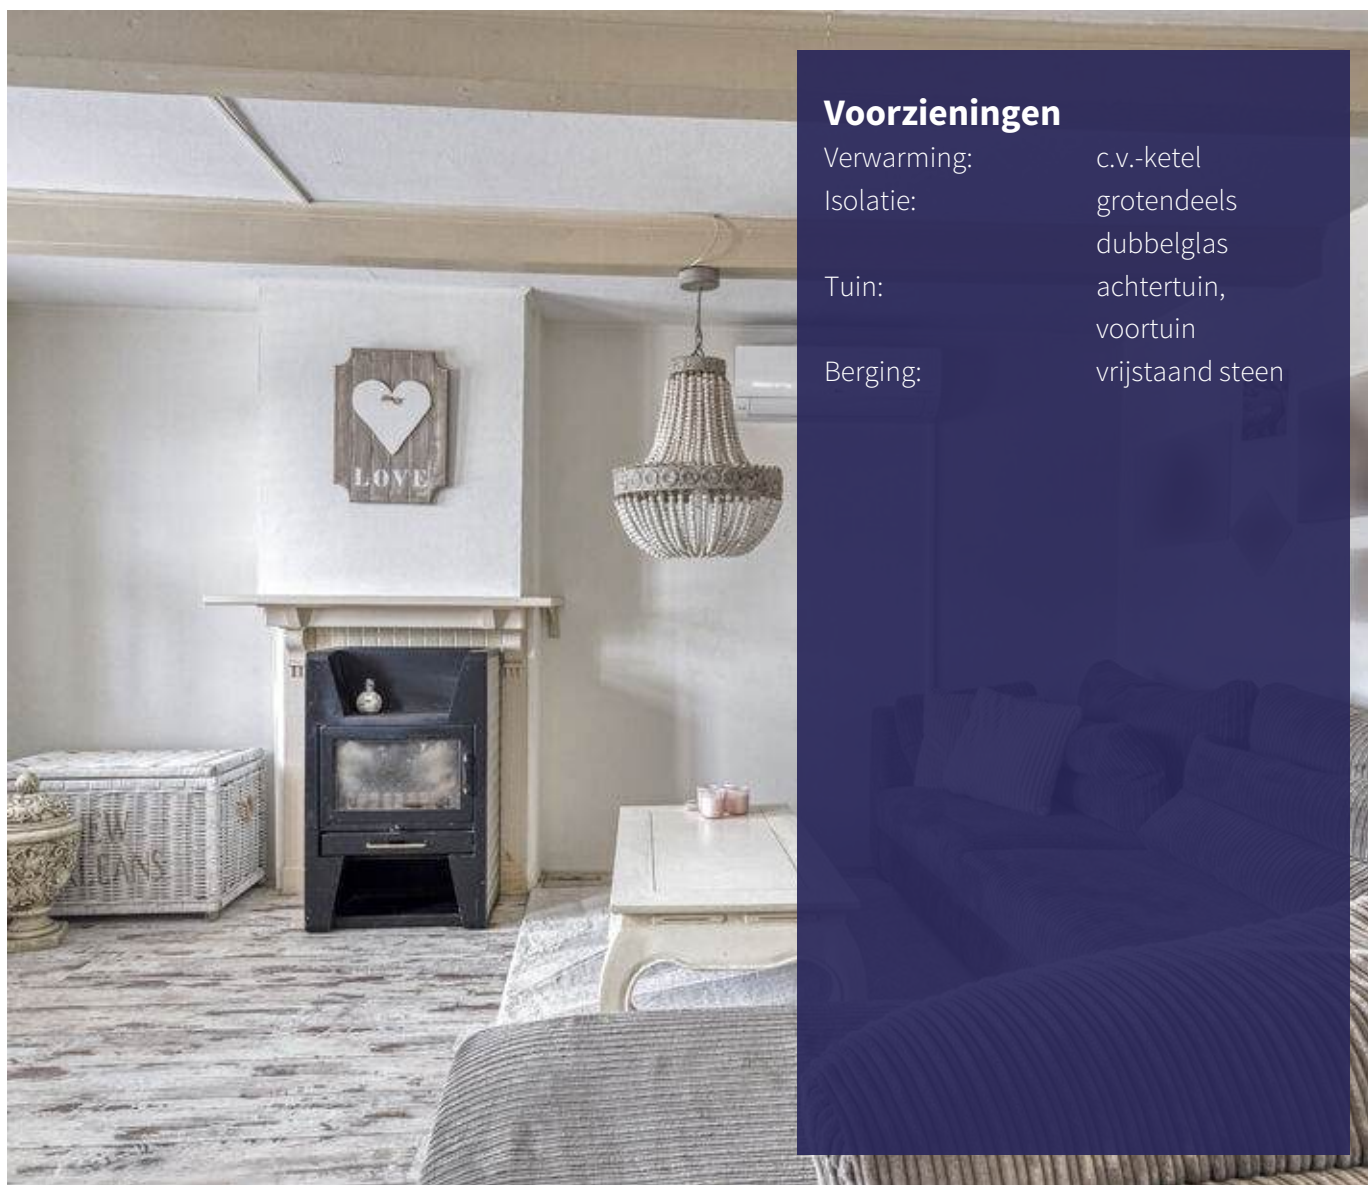 Voorzieningen
Verwarming: c.v.-ketel
Isolatie: grotendeels
dubbelglas
Tuin: achtertuin,
voortuin
Berging: vrijstaand steen
LOVE